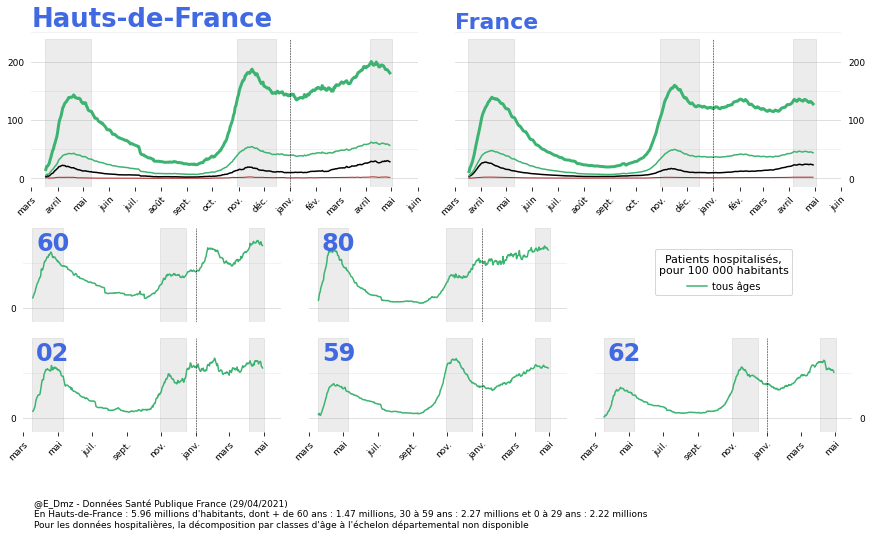 Hauts-de-France
France
200
100
0
mars avril mai juin juil. août sept. oct. nov. déc. janv. fév. mars avril mai juin
200
100
0
mars avril mai juin juil. août sept. oct. nov. déc. janv. fév. mars avril mai juin
60
0
80
Patients hospitalisés,
pour 100 000 habitants
tous âges
02
0
mars mai juil. sept. nov. janv. mars mai
59
mars mai juil. sept. nov. janv. mars mai
62
0
mars mai juil. sept. nov. janv. mars mai
@E_Dmz - Données Santé Publique France (29/04/2021)
En Hauts-de-France : 5.96 millions d'habitants, dont + de 60 ans : 1.47 millions, 30 à 59 ans : 2.27 millions et 0 à 29 ans : 2.22 millions
Pour les données hospitalières, la décomposition par classes d'âge à l'échelon départemental non disponible